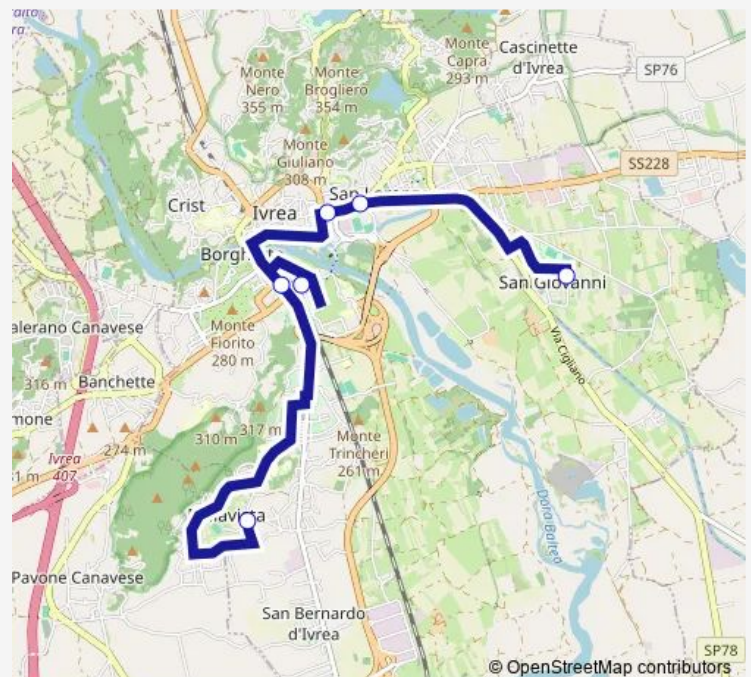 Monte
Capra
293 m
Cascinette
d'Ivrea
SP76
Monte
Nero
355 m
Monte
Brogliero
354 m
Monte
Giuliano
308 m
SS228
Crist
Ivrea
San
San Giovanni
Via Cigliano
Monte
Fiorito
280 m
alerano Canavese
316 m
Banchette
mone
274 m
310 m
317 m
Monte
Trincheri
261 m
Ivrea
407
Dora Baltea
Pavone Canavese
San Bernardo
d'Ivrea
SP78
© OpenStreetMap contributors